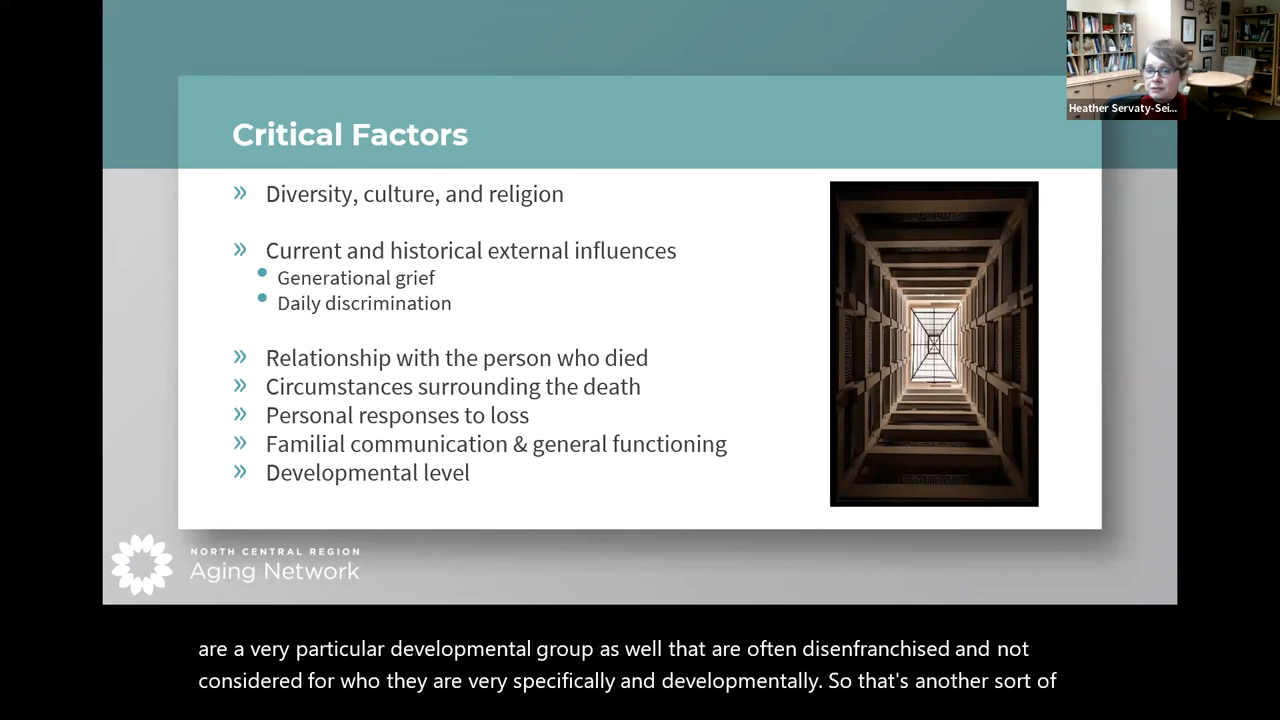 Heather Servaty-Sei...
Critical Factors
» Diversity, culture, and religion
» Current and historical external influences
• Generational grief
• Daily discrimination
» Relationship with the person who died
» Circumstances surrounding the death
» Personal responses to loss
» Familial communication & general functioning
» Developmental level
NORTH CENTRAL REGION
Aging Network
are a very particular developmental group as well that are often disenfranchised and not
considered for who they are very specifically and developmentally. So that's another sort of